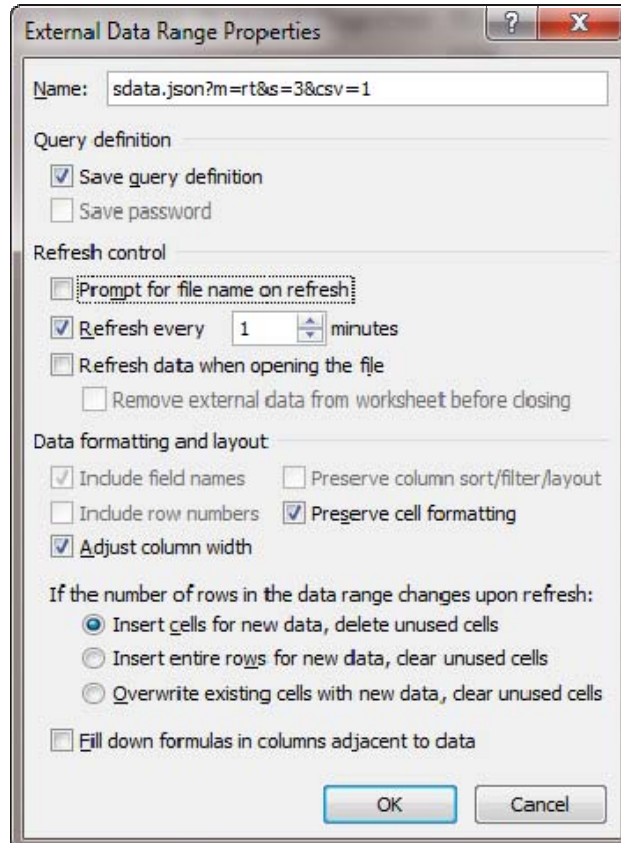 External Data Range Properties
?
X
Name: sdata.json?m=rt&s=3&csv=1
Query definition
Save query definition
Save password
Refresh control
Prompt for file name on refresh
Refresh every 1 minutes
Refresh data when opening the file
Remove external data from worksheet before closing
Data formatting and layout
Include field names Preserve column sort/filter/layout
Include row numbers Preserve cell formatting
Adjust column width
If the number of rows in the data range changes upon refresh:
Insert cells for new data, delete unused cells
Insert entire rows for new data, clear unused cells
Overwrite existing cells with new data, clear unused cells
Fill down formulas in columns adjacent to data
OK Cancel